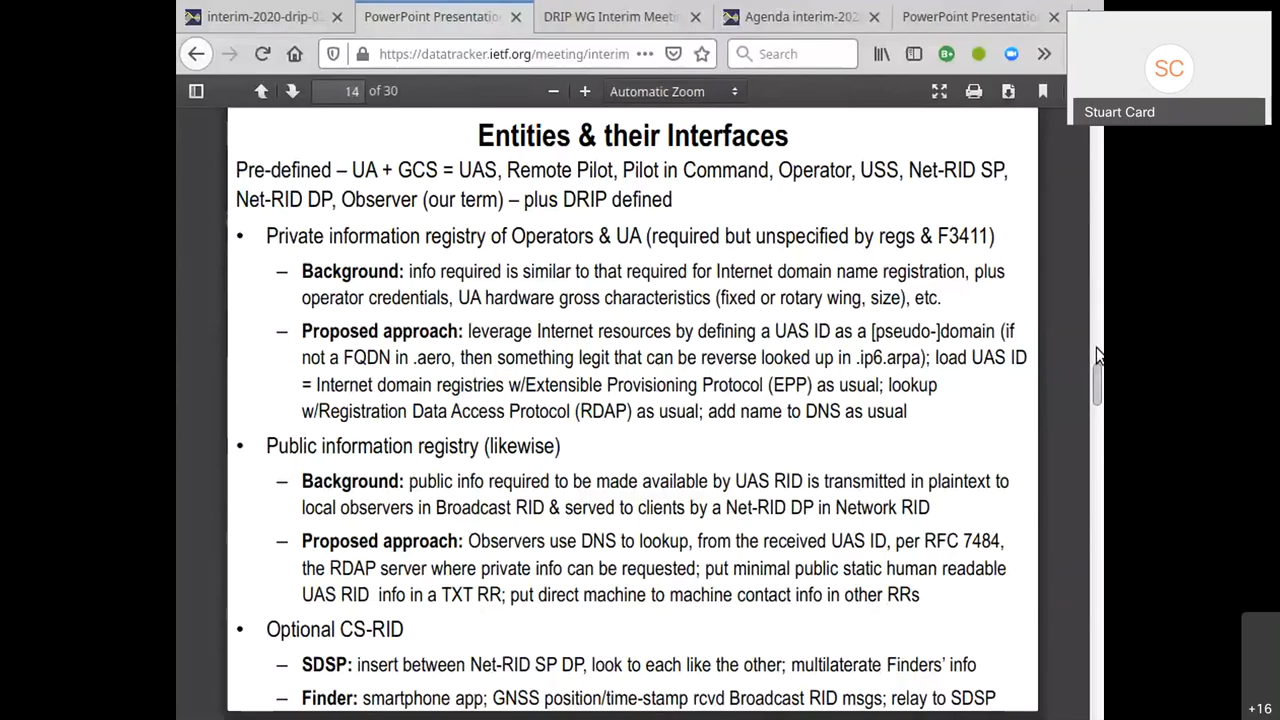 interim-2020-drip-0
PowerPoint Presentation
DRIP WG Interim Meeti
Agenda interim-202
PowerPoint Presentatio
https://datatracker.ietf.org/meeting/interim
Search
14 of 30
Automatic Zoom
SC
Stuart Card
Entities & their Interfaces
Pre-defined – UA + GCS = UAS, Remote Pilot, Pilot in Command, Operator, USS, Net-RID SP,
Net-RID DP, Observer (our term) – plus DRIP defined
• Private information registry of Operators & UA (required but unspecified by regs & F3411)
– Background: info required is similar to that required for Internet domain name registration, plus
operator credentials, UA hardware gross characteristics (fixed or rotary wing, size), etc.
– Proposed approach: leverage Internet resources by defining a UAS ID as a [pseudo-]domain (if
not a FQDN in .aero, then something legit that can be reverse looked up in .ip6.arpa); load UAS ID
= Internet domain registries w/Extensible Provisioning Protocol (EPP) as usual; lookup
w/Registration Data Access Protocol (RDAP) as usual; add name to DNS as usual
• Public information registry (likewise)
– Background: public info required to be made available by UAS RID is transmitted in plaintext to
local observers in Broadcast RID & served to clients by a Net-RID DP in Network RID
– Proposed approach: Observers use DNS to lookup, from the received UAS ID, per RFC 7484,
the RDAP server where private info can be requested; put minimal public static human readable
UAS RID info in a TXT RR; put direct machine to machine contact info in other RRs
• Optional CS-RID
– SDSP: insert between Net-RID SP DP, look to each like the other; multilaterate Finders' info
– Finder: smartphone app; GNSS position/time-stamp rcvd Broadcast RID msgs; relay to SDSP
+16